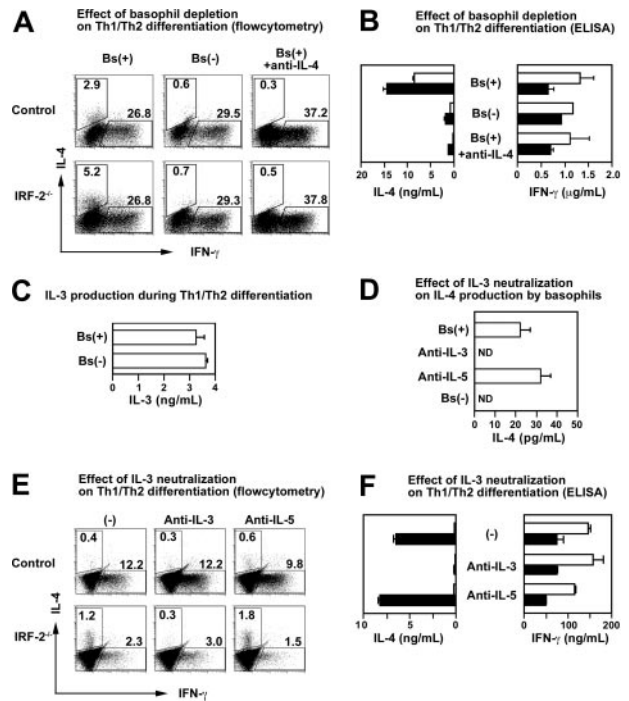 A Effect of basophil depletion
on Th1/Th2 differentiation (flowcytometry)
Bs(+) Bs(-) Bs(+)
+anti-IL-4
Control
2.9 26.8 0.6 29.5 0.3 37.2
IL-4
IRF-2-/-
5.2 26.8 0.7 29.3 0.5 37.8
IFN-γ
B Effect of basophil depletion
on Th1/Th2 differentiation (ELISA)
Bs(+)
Bs(-)
Bs(+)
+anti-IL-4
20 15 10 5 0
IL-4 (ng/mL)
0 0.5 1.0 1.5 2.0
IFN-γ (μg/mL)
C IL-3 production during Th1/Th2 differentiation
Bs(+)
Bs(-)
0 1 2 3 4
IL-3 (ng/mL)
D Effect of IL-3 neutralization
on IL-4 production by basophils
Bs(+)
Anti-IL-3 ND
Anti-IL-5
Bs(-) ND
0 10 20 30 40 50
IL-4 (pg/mL)
E Effect of IL-3 neutralization
on Th1/Th2 differentiation (flowcytometry)
(-) Anti-IL-3 Anti-IL-5
Control
0.4 12.2 0.3 12.2 0.6 9.8
IL-4
IRF-2-/-
1.2 2.3 0.3 3.0 1.8 1.5
IFN-γ
F Effect of IL-3 neutralization
on Th1/Th2 differentiation (ELISA)
(-)
Anti-IL-3
Anti-IL-5
10 5 0
IL-4 (ng/mL)
0 100 200
IFN-γ (ng/mL)